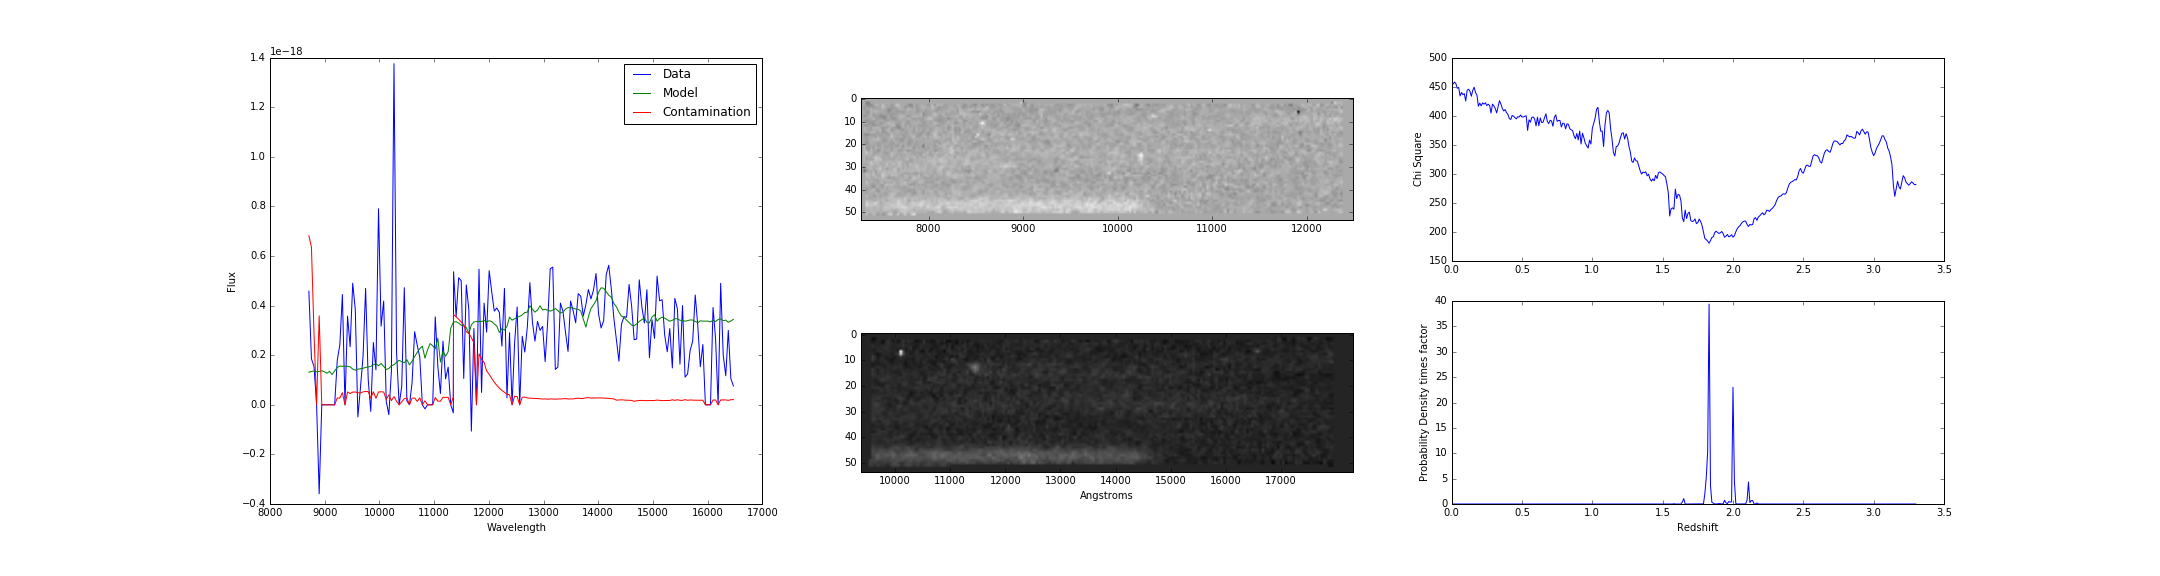 1e−18
1.4
1.2
1.0
0.8
0.6
0.4
0.2
0.0
−0.2
−0.4
Flux
8000 9000 10000 11000 12000 13000 14000 15000 16000 17000
Wavelength
Data
Model
Contamination
0
10
20
30
40
50
8000 9000 10000 11000 12000
0
10
20
30
40
50
10000 11000 12000 13000 14000 15000 16000 17000
Angstroms
500
450
400
350
300
250
200
150
Chi Square
0.0 0.5 1.0 1.5 2.0 2.5 3.0 3.5
40
35
30
25
20
15
10
5
0
Probability Density times factor
0.0 0.5 1.0 1.5 2.0 2.5 3.0 3.5
Redshift